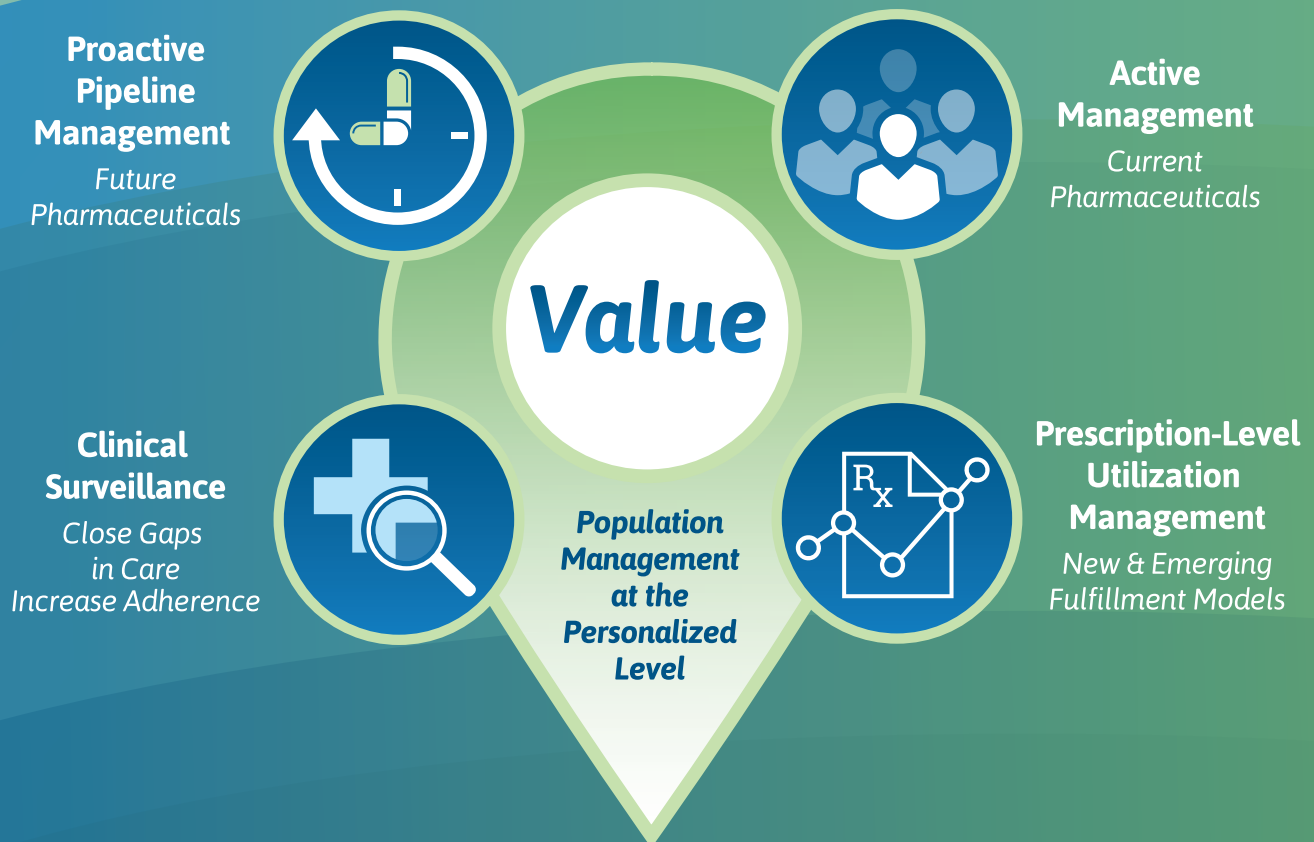 Proactive
Pipeline
Management
Future
Pharmaceuticals
Active
Management
Current
Pharmaceuticals
Value
Clinical
Surveillance
Close Gaps
in Care
Increase Adherence
Population
Management
at the
Personalized
Level
Rx
Prescription-Level
Utilization
Management
New & Emerging
Fulfillment Models